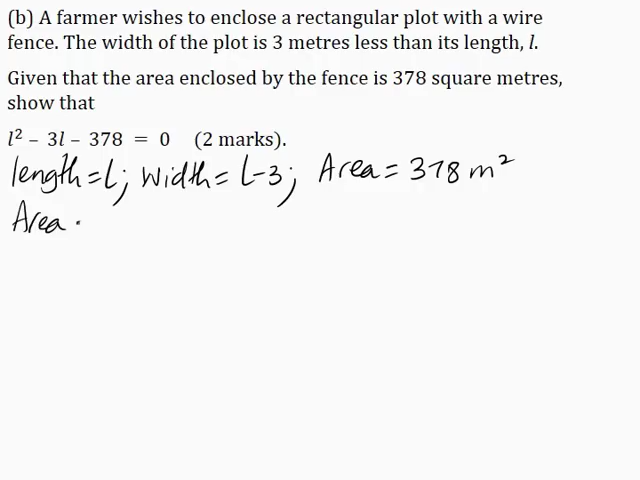 (b) A farmer wishes to enclose a rectangular plot with a wire
fence. The width of the plot is 3 metres less than its length, l.
Given that the area enclosed by the fence is 378 square metres,
show that
l² – 3l – 378 = 0 (2 marks).
length = L; Width = L-3; Area = 378 m²
Area -